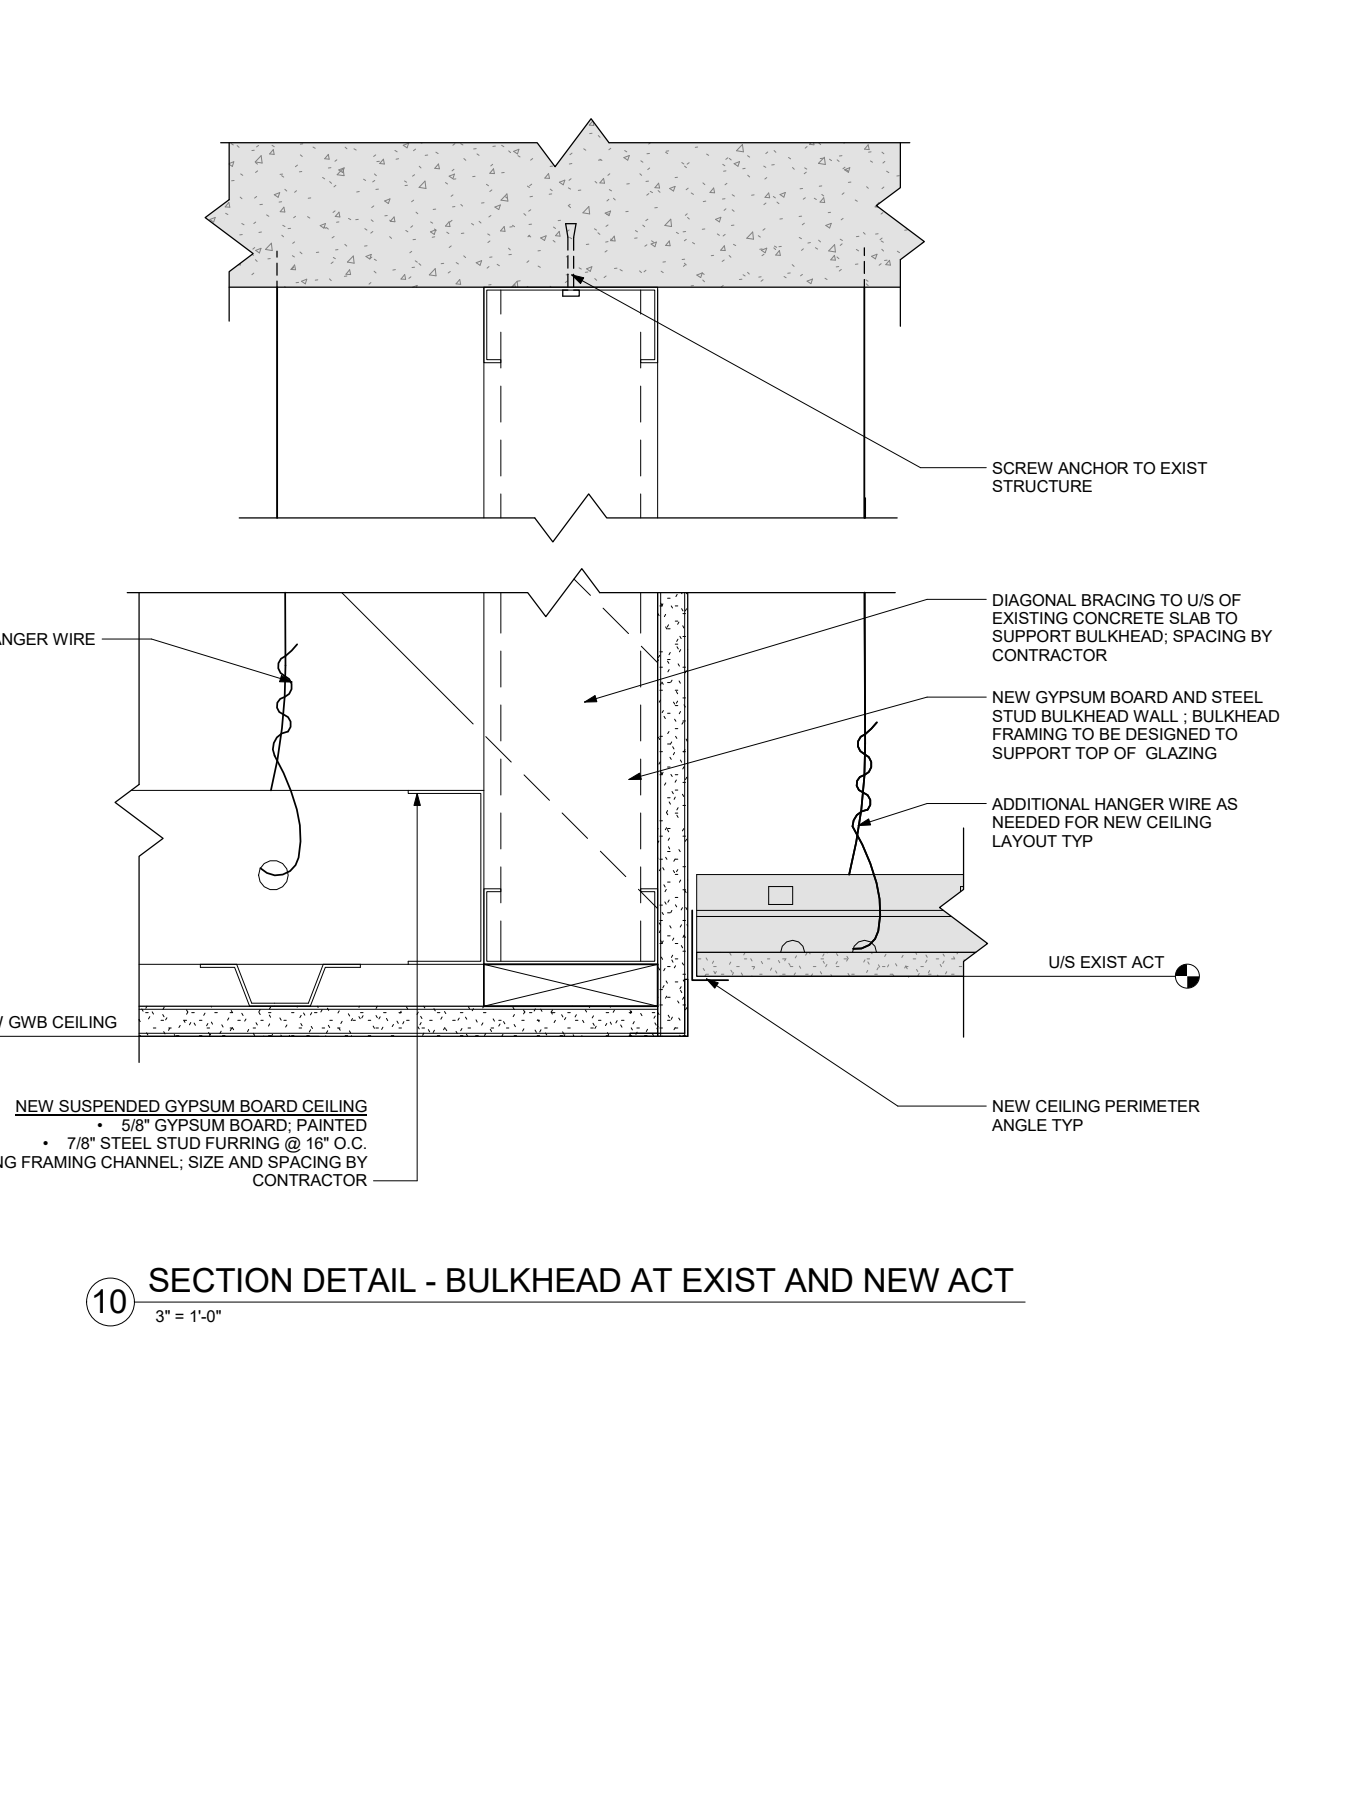 SCREW ANCHOR TO EXIST
STRUCTURE
DIAGONAL BRACING TO U/S OF
EXISTING CONCRETE SLAB TO
SUPPORT BULKHEAD; SPACING BY
CONTRACTOR
WIRE
NEW GYPSUM BOARD AND STEEL
STUD BULKHEAD WALL ; BULKHEAD
FRAMING TO BE DESIGNED TO
SUPPORT TOP OF GLAZING
ADDITIONAL HANGER WIRE AS
NEEDED FOR NEW CEILING
LAYOUT TYP
U/S EXIST ACT
GWB CEILING
NEW SUSPENDED GYPSUM BOARD CEILING
• 5/8" GYPSUM BOARD; PAINTED
• 7/8" STEEL STUD FURRING @ 16" O.C.
FRAMING CHANNEL; SIZE AND SPACING BY
CONTRACTOR
NEW CEILING PERIMETER
ANGLE TYP
10
SECTION DETAIL - BULKHEAD AT EXIST AND NEW ACT
3" = 1'-0"